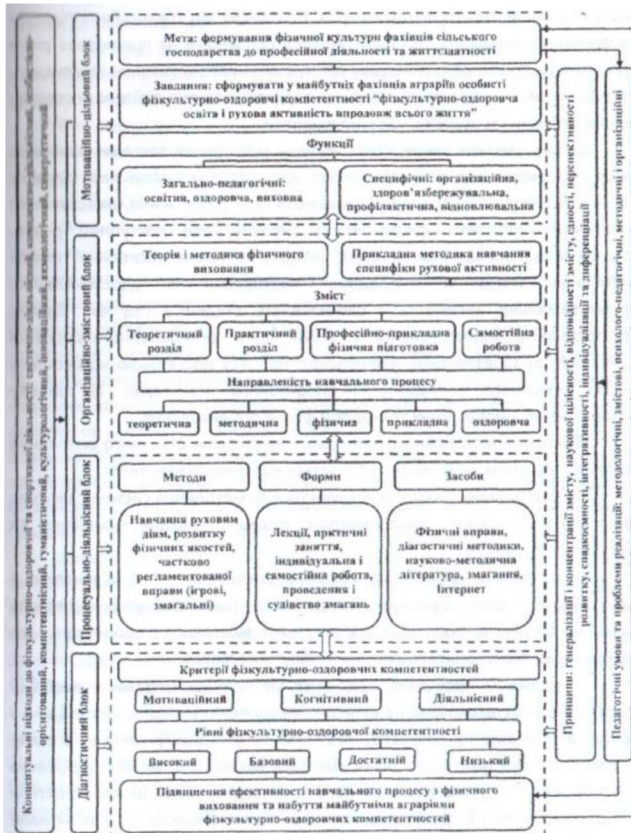 Концептуальні підходи до фізкультурно-оздоровчої та спортивної діяльності: системно-діяльнісний, особистісно-
орієнтований, компетентнісний, гуманістичний, культурологічний, інноваційний, акмеологічний, синергетичний
Мотиваційно-цільовий блок
Мета: формування фізичної культури фахівців сільського
господарства до професійної діяльності та життєздатності
Завдання: сформувати у майбутніх фахівців аграріїв особисті
фізкультурно-оздоровчі компетентності "фізкультурно-оздоровча
освіта і рухова активність впродовж всього життя"
Функції
Загально-педагогічні:
освітня, оздоровча, виховна
Специфічні: організаційна,
здоров'язбережувальна,
профілактична, відновлювальна
Організаційно-змістовий блок
Теорія і методика фізичного
виховання
Прикладна методика навчання
специфіки рухової активності
Зміст
Теоретичний
розділ
Практичний
розділ
Професійно-прикладна
фізична підготовка
Самостійна
робота
Направленість навчального процесу
теоретична
методична
фізична
прикладна
оздоровча
Процесуально-діяльнісний блок
Методи
Форми
Засоби
Навчання руховим
діям, розвитку
фізичних якостей,
частково
регламентованої
вправи (ігрові,
змагальні)
Лекції, прктичні
заняття,
індивідуальна і
самостійна робота,
проведення і
судівство змагань
Фізичні вправи,
діагностичні методики,
науково-методична
література, змагання,
Інтернет
Діагностичний блок
Критерії фізкультурно-оздоровчих компетентностей
Мотиваційний
Когнітивний
Діяльнісний
Рівні фізкультурно-оздоровчої компетентності
Високий
Базовий
Достатній
Низький
Підвищення ефективності навчального процесу з фізичного
виховання та набуття майбутніми аграріями
фізкультурно-оздоровчих компетентностей
Принципи: генералізації і концентрації змісту, наукової цілісності, відповідності змісту, єдності, перспективності
розвитку, спадкоємності, інтегративності, індивідуалізації та диференціації
Педагогічні умови та проблеми реалізації: методологічні, змістові, психолого-педагогічні, методичні і організаційні